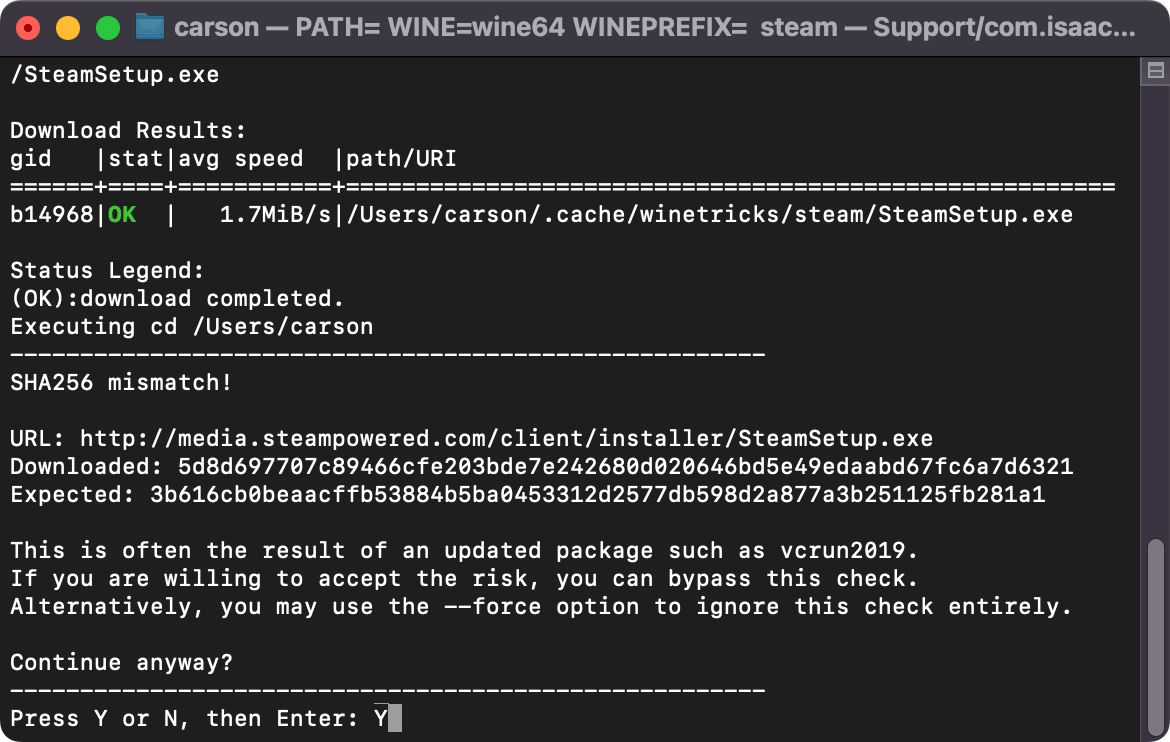 carson — PATH= WINE=wine64 WINEPREFIX=  steam — Support/com.isaac...
/SteamSetup.exe
Download Results:
gid   |stat|avg speed  |path/URI
======+====+===========+=======================================================
b14968|OK  |   1.7MiB/s|/Users/carson/.cache/winetricks/steam/SteamSetup.exe
Status Legend:
(OK):download completed.
Executing cd /Users/carson
------------------------------------------------------
SHA256 mismatch!
URL: http://media.steampowered.com/client/installer/SteamSetup.exe
Downloaded: 5d8d697707c89466cfe203bde7e242680d020646bd5e49edaabd67fc6a7d6321
Expected: 3b616cb0beaacffb53884b5ba0453312d2577db598d2a877a3b251125fb281a1
This is often the result of an updated package such as vcrun2019.
If you are willing to accept the risk, you can bypass this check.
Alternatively, you may use the --force option to ignore this check entirely.
Continue anyway?
------------------------------------------------------
Press Y or N, then Enter: Y